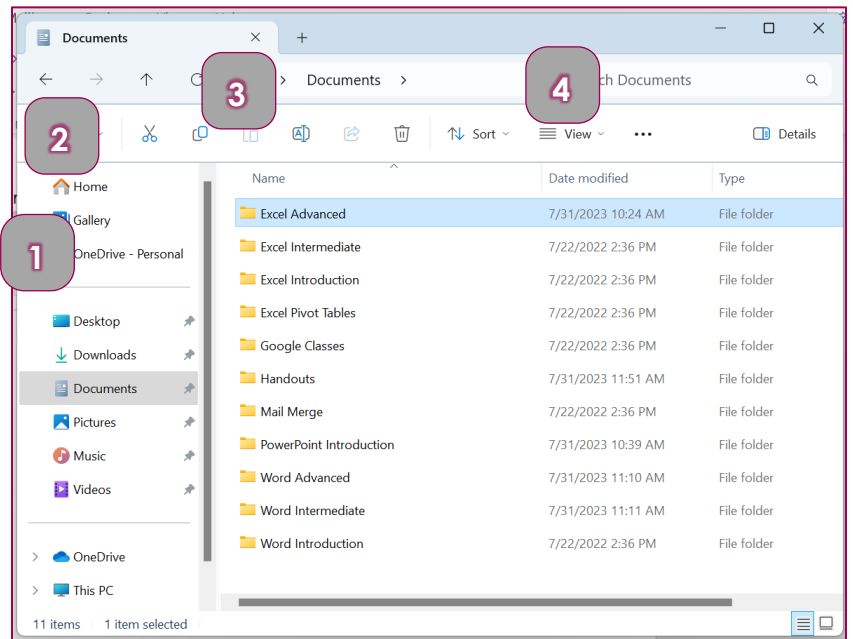 Documents
3
Documents
4
ch Documents
2
Sort
View
Details
Name
Date modified
Type
Home
Gallery
1
OneDrive - Personal
Desktop
Downloads
Documents
Pictures
Music
Videos
OneDrive
This PC
Excel Advanced 7/31/2023 10:24 AM File folder
Excel Intermediate 7/22/2022 2:36 PM File folder
Excel Introduction 7/22/2022 2:36 PM File folder
Excel Pivot Tables 7/22/2022 2:36 PM File folder
Google Classes 7/22/2022 2:36 PM File folder
Handouts 7/31/2023 11:51 AM File folder
Mail Merge 7/22/2022 2:36 PM File folder
PowerPoint Introduction 7/31/2023 10:39 AM File folder
Word Advanced 7/31/2023 11:10 AM File folder
Word Intermediate 7/31/2023 11:11 AM File folder
Word Introduction 7/22/2022 2:36 PM File folder
11 items 1 item selected